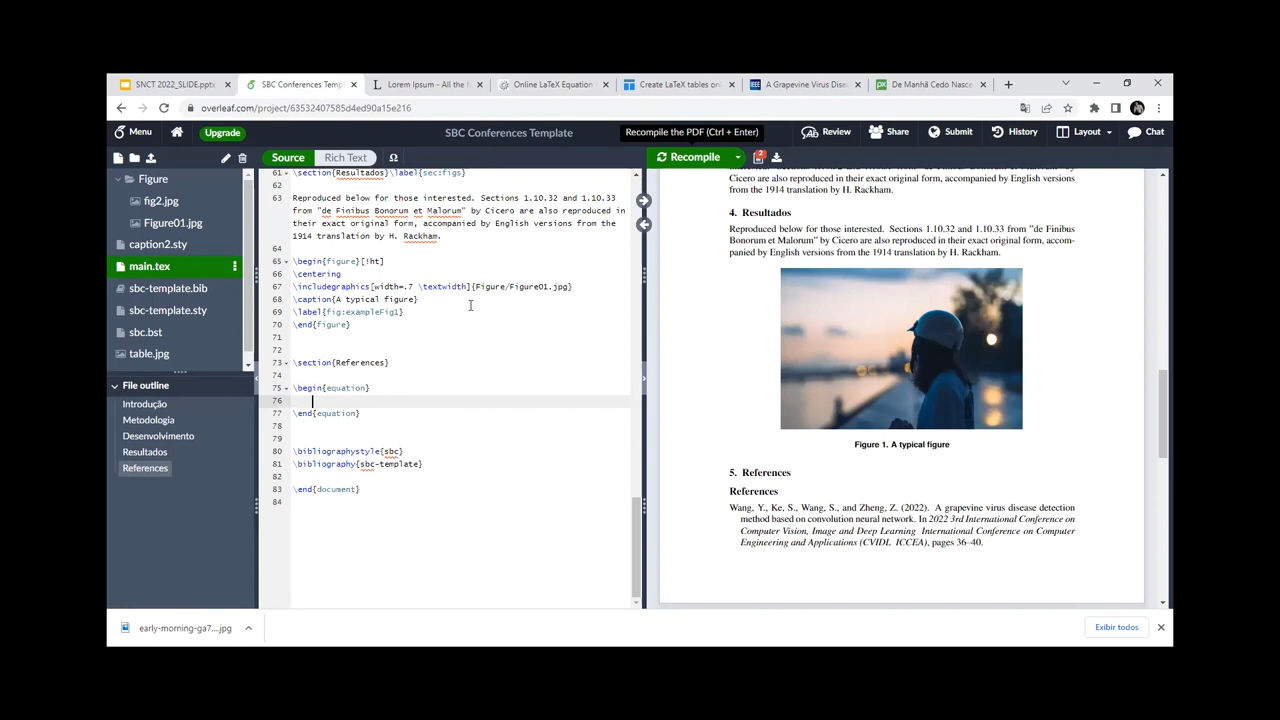 SNCT 2022_SLIDE.pptx
SBC Conferences Temp
Lorem Ipsum - All the
Online LaTeX Equation
Create LaTeX tables onl
A Grapevine Virus Dise
De Manhã Cedo Nasce
overleaf.com/project/63532407585d4ed90a15e216
Menu
Upgrade
SBC Conferences Template
Recompile the PDF (Ctrl + Enter)
Review
Share
Submit
History
Layout
Chat
Source
Rich Text
Ω
Recompile
2
Figure
fig2.jpg
Figure01.jpg
caption2.sty
main.tex
sbc-template.bib
sbc-template.sty
sbc.bst
table.jpg
File outline
Introdução
Metodologia
Desenvolvimento
Resultados
References
61 \section{Resultados}\label{sec:figs}
62
63 Reproduced below for those interested. Sections 1.10.32 and 1.10.33
from "de Finibus Bonorum et Malorum" by Cicero are also reproduced in
their exact original form, accompanied by English versions from the
1914 translation by H. Rackham.
64
65 \begin{figure}[!ht]
66 \centering
67 \includegraphics[width=.7 \textwidth]{Figure/Figure01.jpg}
68 \caption{A typical figure}
69 \label{fig:exampleFig1}
70 \end{figure}
71
72
73 \section{References}
74
75 \begin{equation}
76
77 \end{equation}
78
79
80 \bibliographystyle{sbc}
81 \bibliography{sbc-template}
82
83 \end{document}
84
Cicero are also reproduced in their exact original form, accompanied by English versions
from the 1914 translation by H. Rackham.
4. Resultados
Reproduced below for those interested. Sections 1.10.32 and 1.10.33 from "de Finibus
Bonorum et Malorum" by Cicero are also reproduced in their exact original form, accom-
panied by English versions from the 1914 translation by H. Rackham.
Figure 1. A typical figure
5. References
References
Wang, Y., Ke, S., Wang, S., and Zheng, Z. (2022). A grapevine virus disease detection
method based on convolution neural network. In 2022 3rd International Conference on
Computer Vision, Image and Deep Learning International Conference on Computer
Engineering and Applications (CVIDL ICCEA), pages 36–40.
early-morning-ga7....jpg
Exibir todos